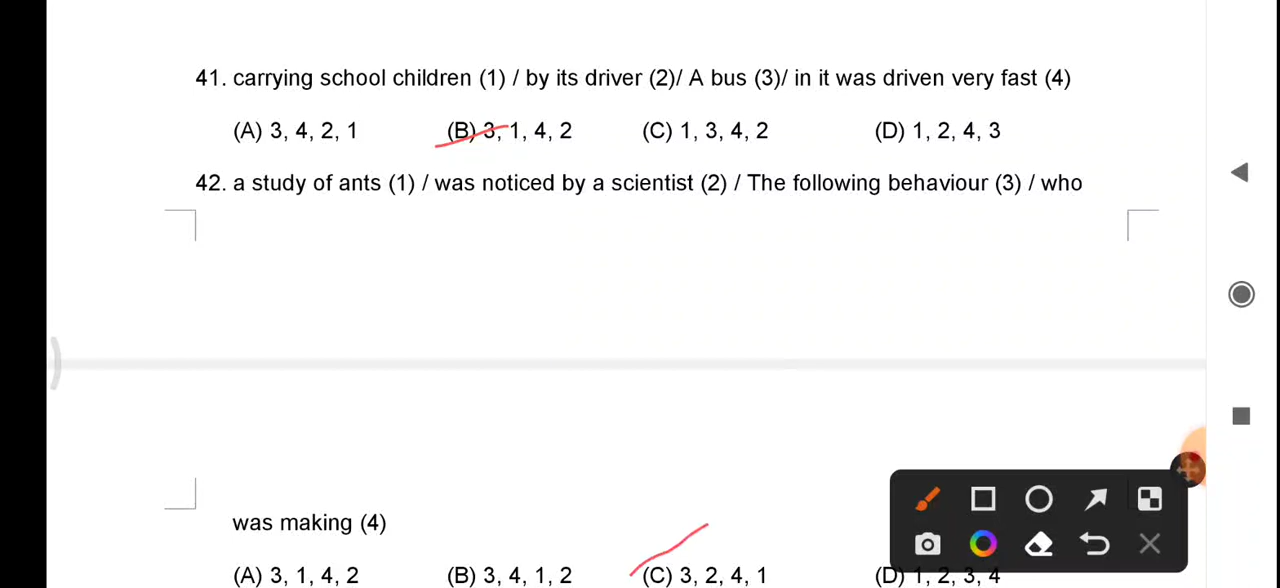 41. carrying school children (1) / by its driver (2)/ A bus (3)/ in it was driven very fast (4)
(A) 3, 4, 2, 1 (B) 3, 1, 4, 2 (C) 1, 3, 4, 2 (D) 1, 2, 4, 3
42. a study of ants (1) / was noticed by a scientist (2) / The following behaviour (3) / who
was making (4)
(A) 3, 1, 4, 2 (B) 3, 4, 1, 2 (C) 3, 2, 4, 1 (D) 1, 2, 3, 4